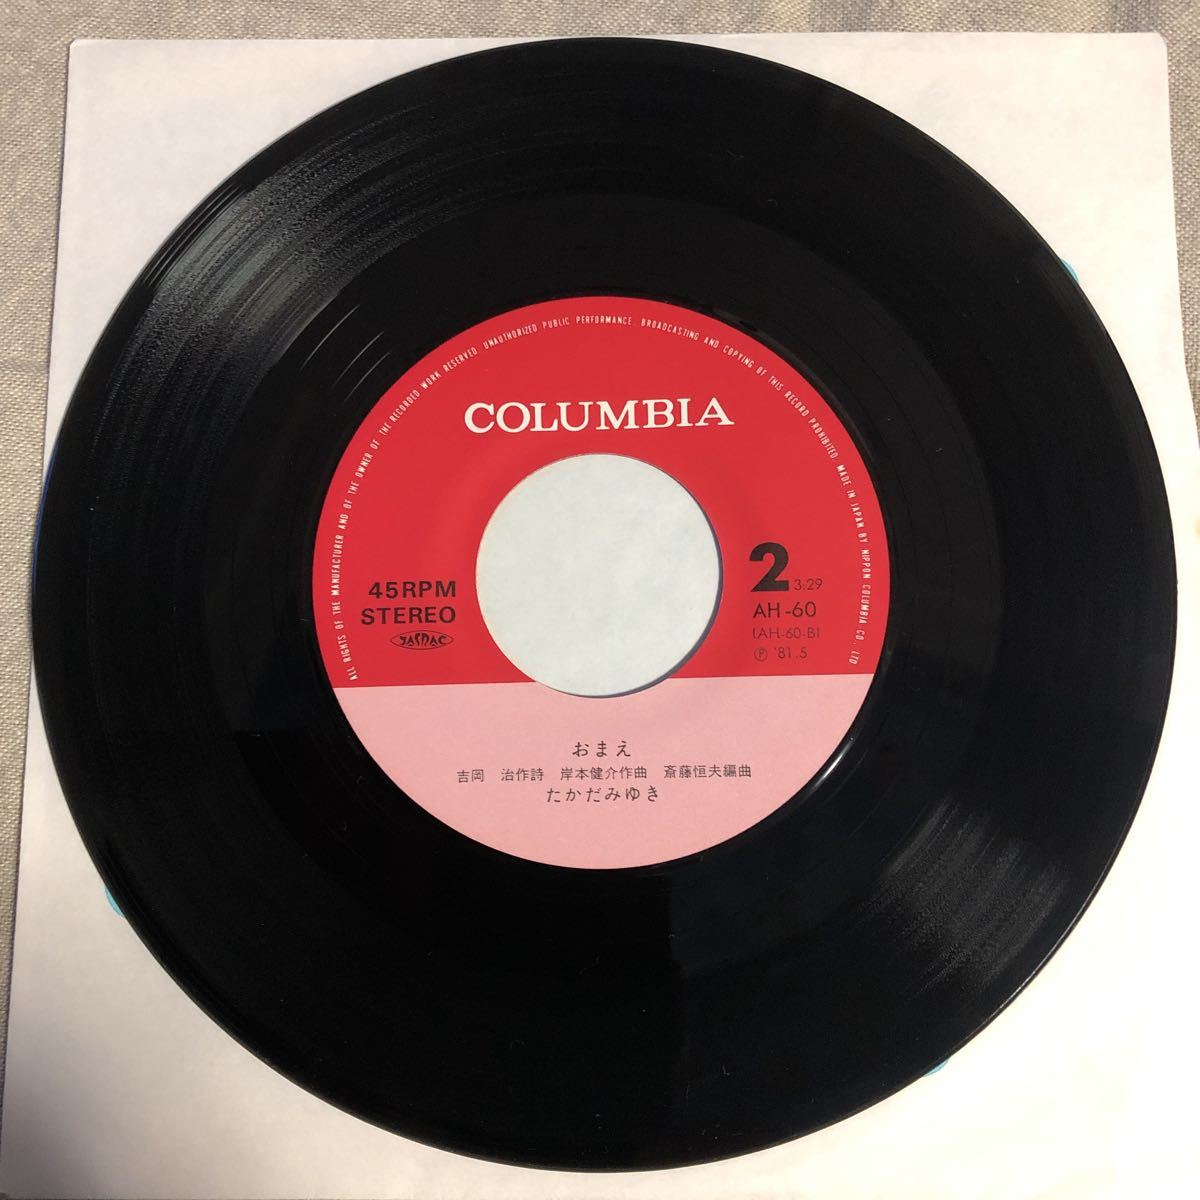 ALL RIGHTS OF THE MANUFACTURER AND OF THE OWNER OF THE RECORDED WORK RESERVED. UNAUTHORIZED PUBLIC PERFORMANCE. BROADCASTING AND COPYING OF THIS RECORD PROHIBITED. MADE IN JAPAN BY NIPPON COLUMBIA CO., LTD
COLUMBIA
45RPM
STEREO
JASRAC
2 3:29
AH-60
(AH-60-B)
Ⓟ '81.5
おまえ
吉岡 治作詩 岸本健介作曲 斎藤恒夫編曲
たかだみゆき